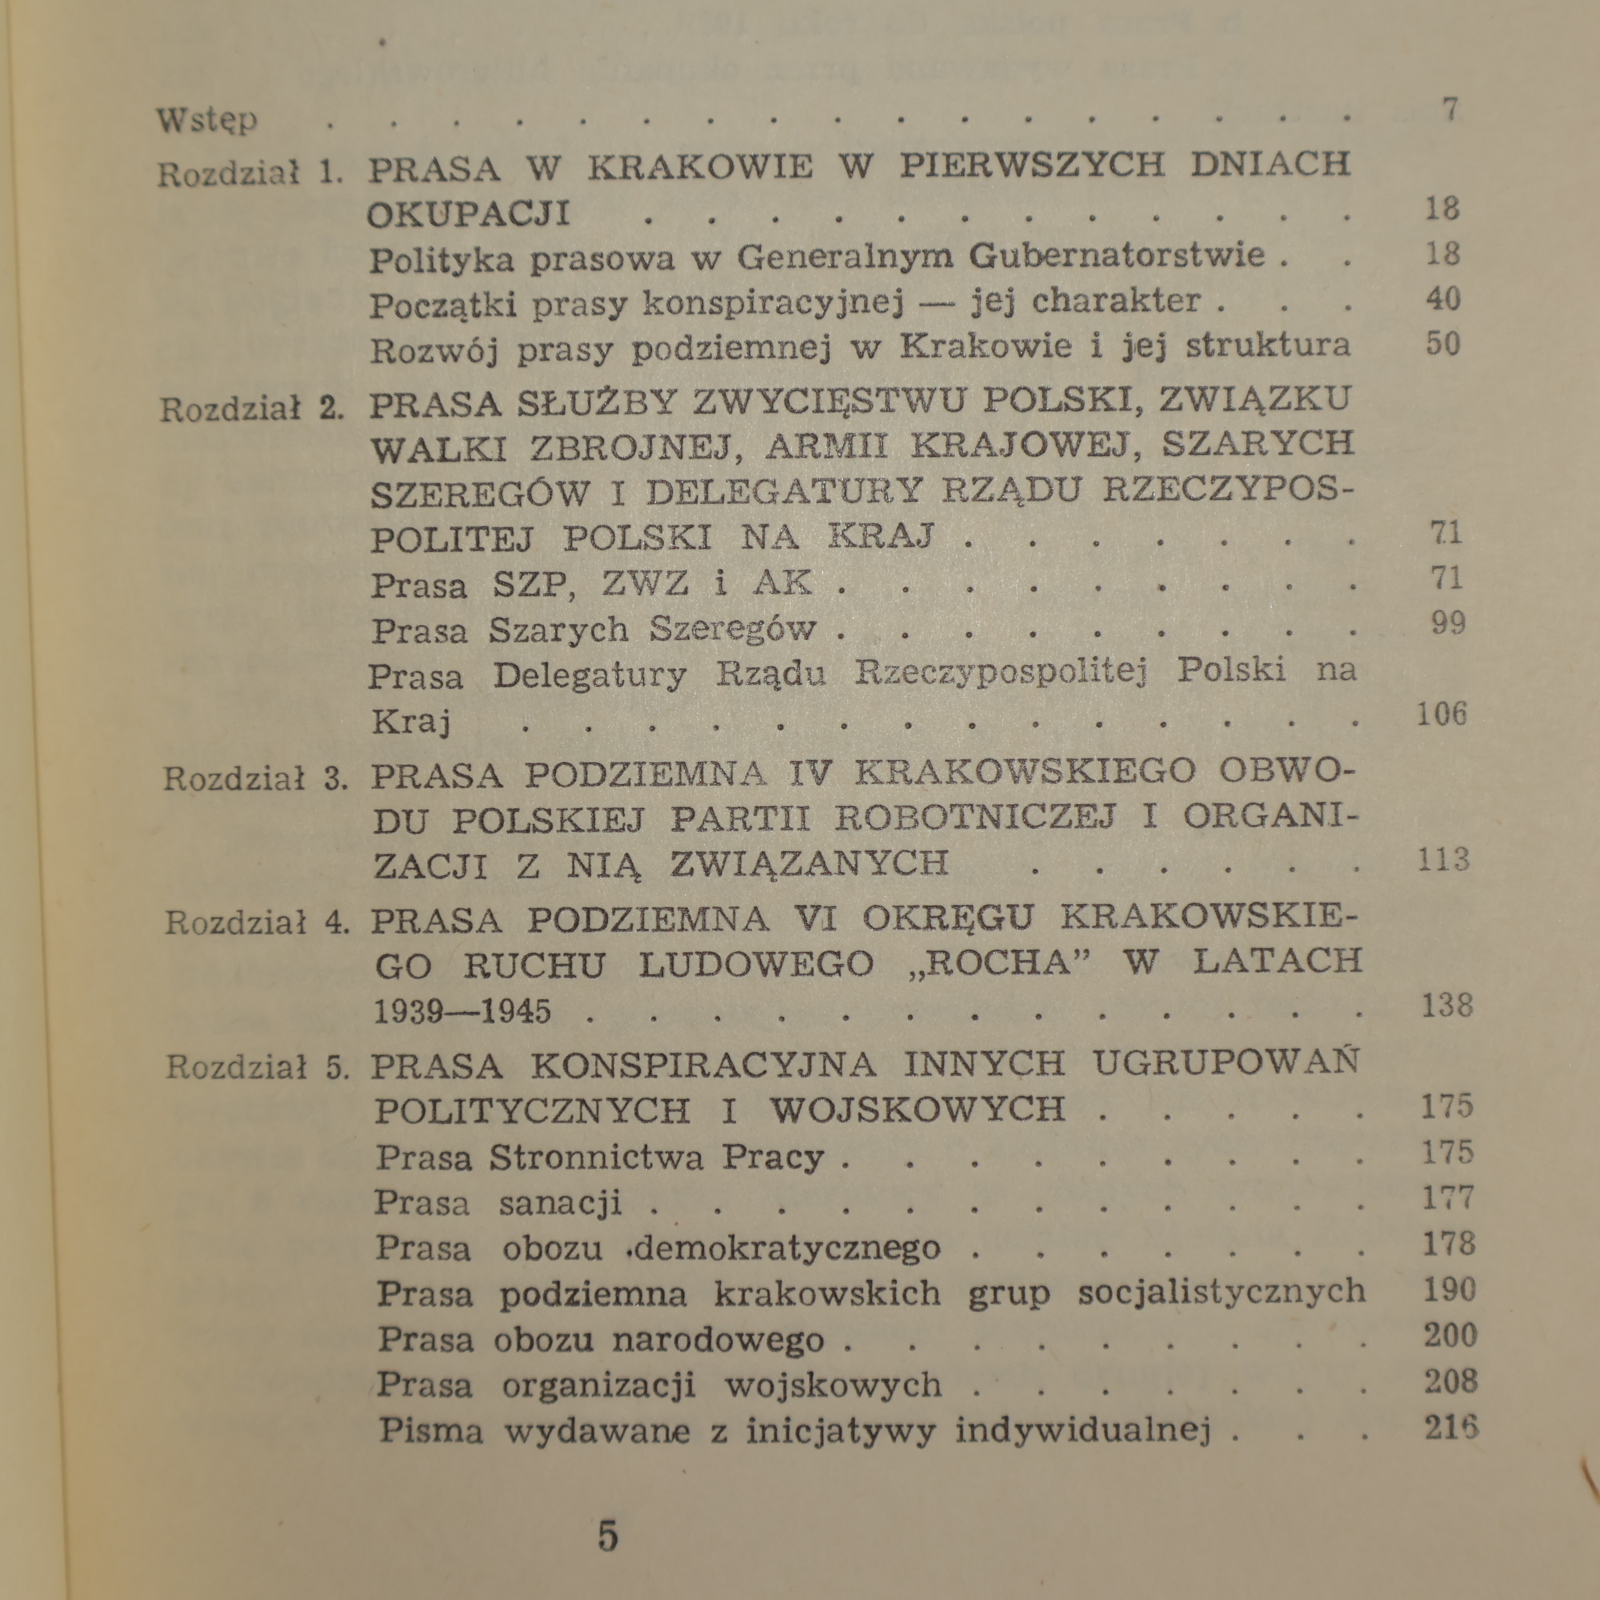 Wstęp . . . . . . . . . . . . . . . . . 7
Rozdział 1. PRASA W KRAKOWIE W PIERWSZYCH DNIACH
OKUPACJI . . . . . . . . . . . . 18
Polityka prasowa w Generalnym Gubernatorstwie . . 18
Początki prasy konspiracyjnej — jej charakter . . . 40
Rozwój prasy podziemnej w Krakowie i jej struktura 50
Rozdział 2. PRASA SŁUŻBY ZWYCIĘSTWU POLSKI, ZWIĄZKU
WALKI ZBROJNEJ, ARMII KRAJOWEJ, SZARYCH
SZEREGÓW I DELEGATURY RZĄDU RZECZYPOS-
POLITEJ POLSKI NA KRAJ . . . . . . . 71
Prasa SZP, ZWZ i AK . . . . . . . . . 71
Prasa Szarych Szeregów . . . . . . . . . 99
Prasa Delegatury Rządu Rzeczypospolitej Polski na
Kraj . . . . . . . . . . . . . . 106
Rozdział 3. PRASA PODZIEMNA IV KRAKOWSKIEGO OBWO-
DU POLSKIEJ PARTII ROBOTNICZEJ I ORGANI-
ZACJI Z NIĄ ZWIĄZANYCH . . . . . . 113
Rozdział 4. PRASA PODZIEMNA VI OKRĘGU KRAKOWSKIE-
GO RUCHU LUDOWEGO „ROCHA” W LATACH
1939—1945 . . . . . . . . . . . . . 138
Rozdział 5. PRASA KONSPIRACYJNA INNYCH UGRUPOWAŃ
POLITYCZNYCH I WOJSKOWYCH . . . . . 175
Prasa Stronnictwa Pracy . . . . . . . . . 175
Prasa sanacji . . . . . . . . . . . . 177
Prasa obozu demokratycznego . . . . . . . 178
Prasa podziemna krakowskich grup socjalistycznych 190
Prasa obozu narodowego . . . . . . . . . 200
Prasa organizacji wojskowych . . . . . . . 208
Pisma wydawane z inicjatywy indywidualnej . . . 216
5